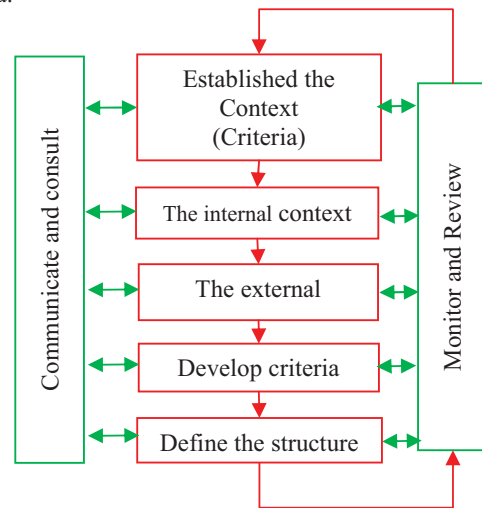 Communicate and consult
Established the
Context
(Criteria)
The internal context
The external
Develop criteria
Define the structure
Monitor and Review